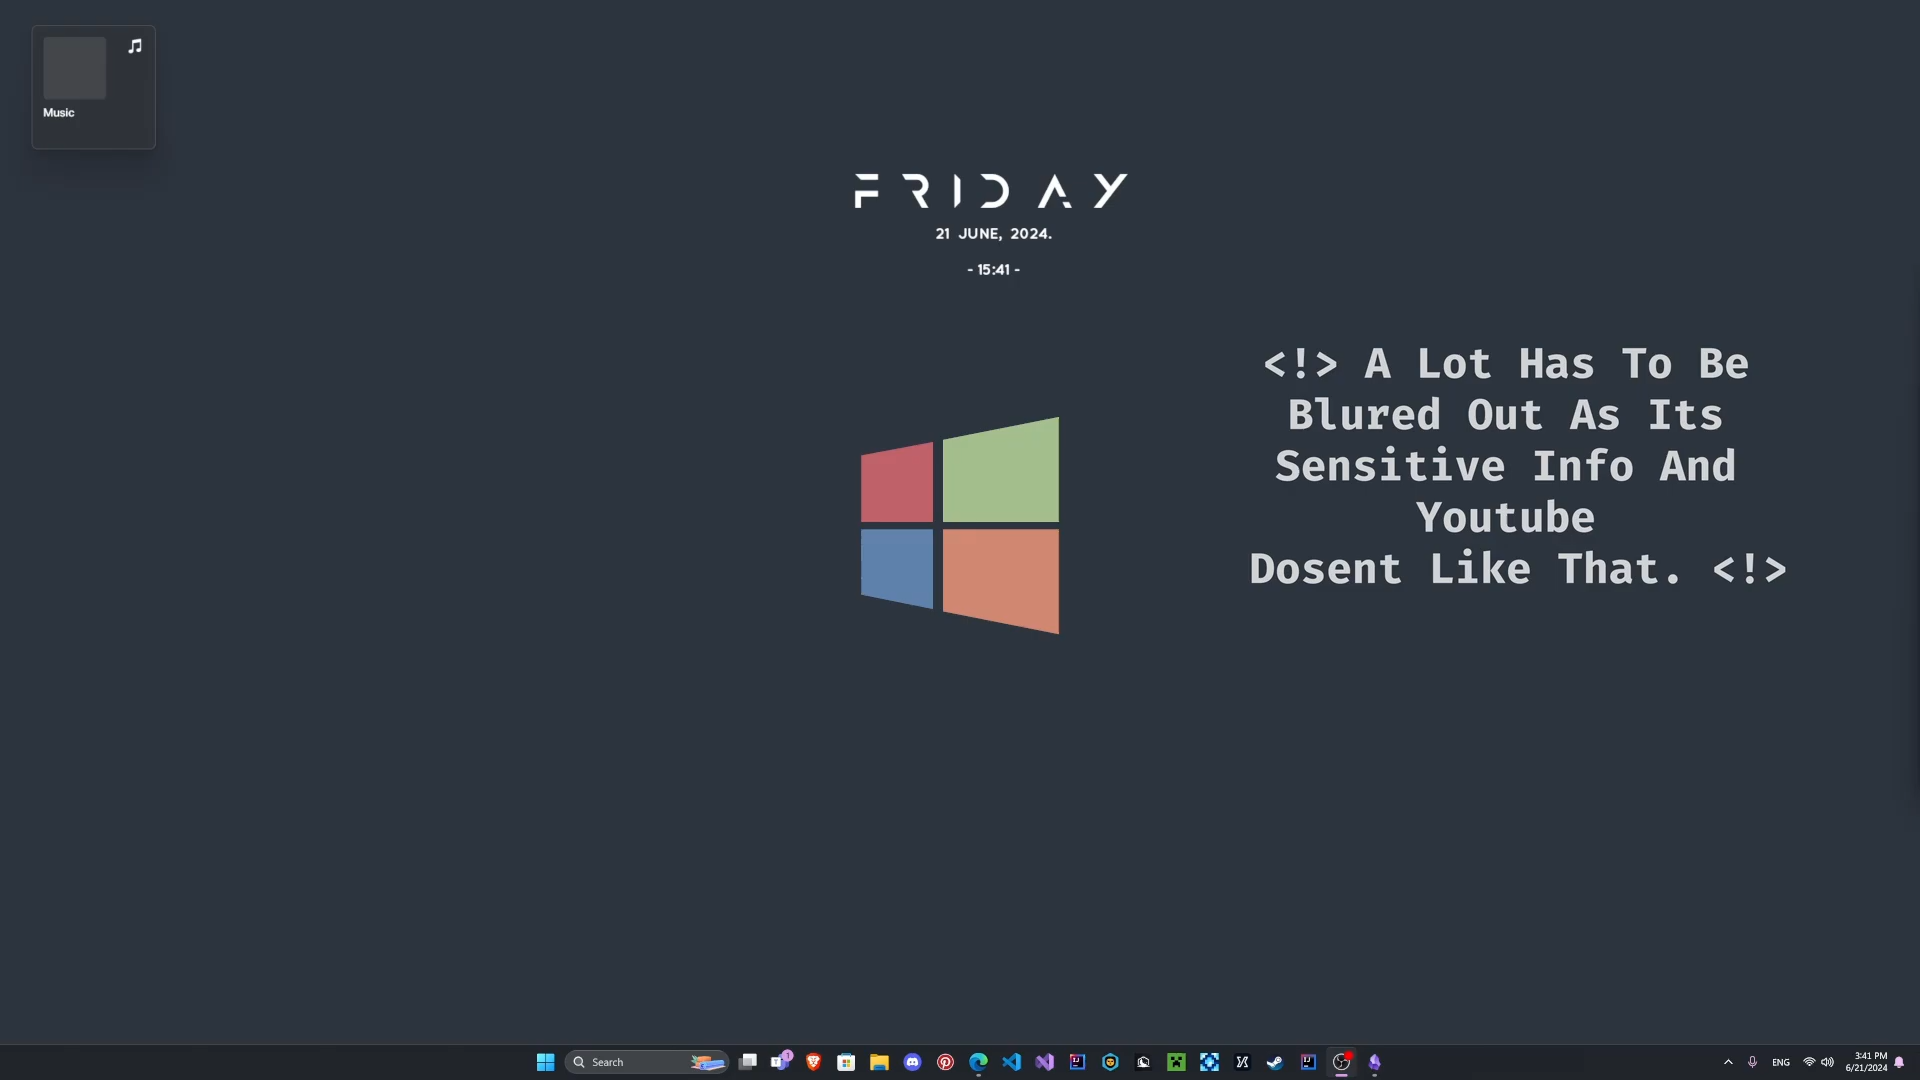 Music
FRIDAY
21 JUNE, 2024.
- 15:41 -
<!> A Lot Has To Be
Blured Out As Its
Sensitive Info And
Youtube
Dosent Like That. <!>
Search
1
ENG
3:41 PM
6/21/2024